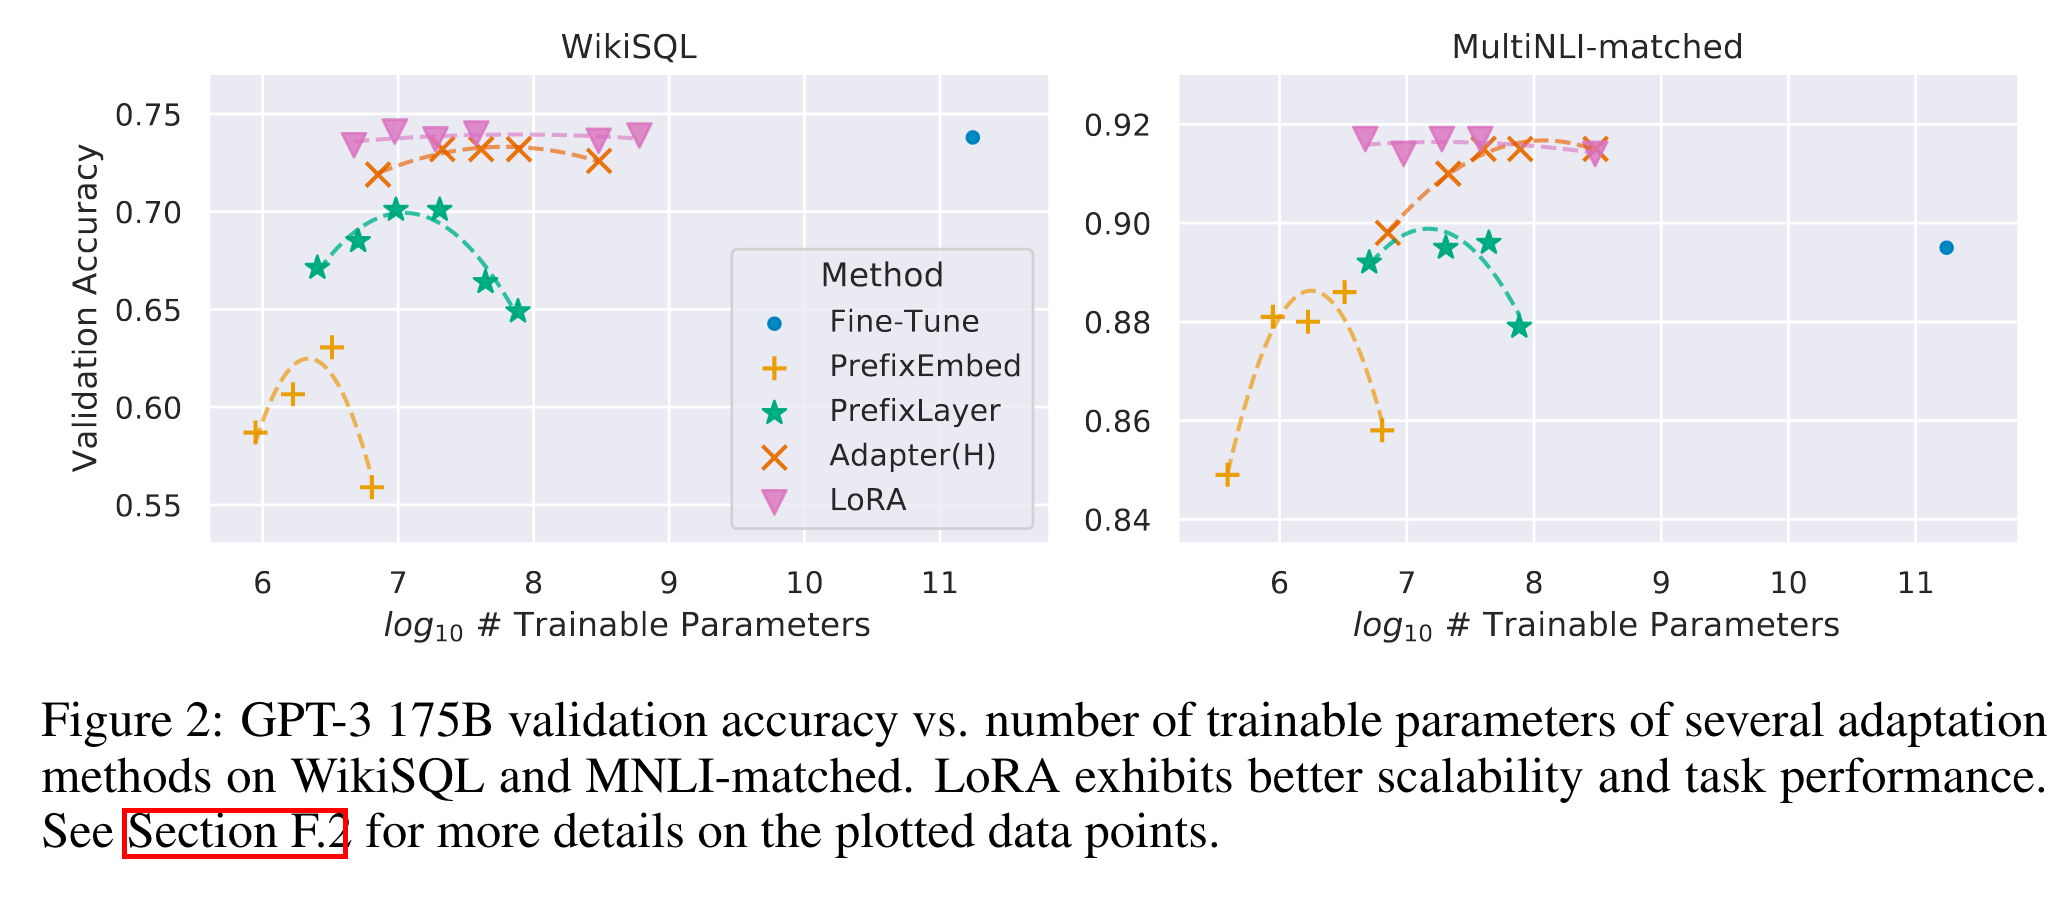 WikiSQL
MultiNLI-matched
Validation Accuracy
0.75
0.70
0.65
0.60
0.55
6 7 8 9 10 11
log10 # Trainable Parameters
Method
Fine-Tune
PrefixEmbed
PrefixLayer
Adapter(H)
LoRA
0.92
0.90
0.88
0.86
0.84
6 7 8 9 10 11
log10 # Trainable Parameters
Figure 2: GPT-3 175B validation accuracy vs. number of trainable parameters of several adaptation
methods on WikiSQL and MNLI-matched. LoRA exhibits better scalability and task performance.
See Section F.2 for more details on the plotted data points.